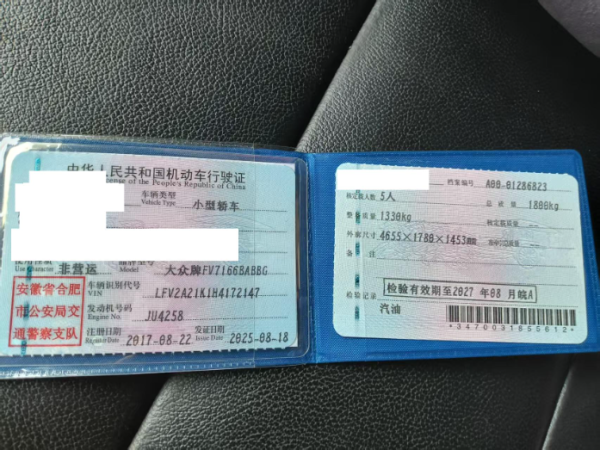 中华人民共和国机动车行驶证
License of the People's Republic of China
车辆类型 小型轿车
Vehicle Type
使用性质 非营运 品牌型号 大众牌FV7166BABBG
Use Character Model
安徽省合肥
市公安局交
通警察支队
车辆识别代号 LFV2A21K1H4172147
VIN
发动机号码 JU4258
Engine No.
注册日期 2017-08-22 发证日期 2025-08-18
Register Date Issue Date
档案编号 A00-01286823
核定载人数 5人 总质量 1800kg
整备质量 1330kg 核定载质量
外廓尺寸 4655×1780×1453mm
备注
检验记录 检验有效期至2027年08月皖A
汽油
*3470031655612*